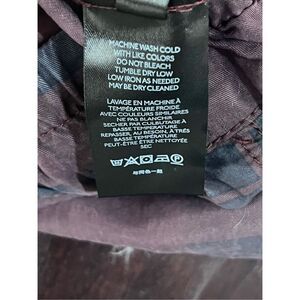 MACHINE WASH COLD
WITH LIKE COLORS
DO NOT BLEACH
TUMBLE DRY LOW
LOW IRON AS NEEDED
MAY BE DRY CLEANED
LAVAGE EN MACHINE À
TEMPÉRATURE FROIDE
AVEC COULEURS SIMILAIRES
NE PAS BLANCHIR
SÉCHER PAR CULBUTAGE À
BASSE TEMPÉRATURE
REPASSER, AU BESOIN, À TRÈS
BASSE TEMPÉRATURE
PEUT-ÊTRE ÊTRE NETTOYÉE
SEC